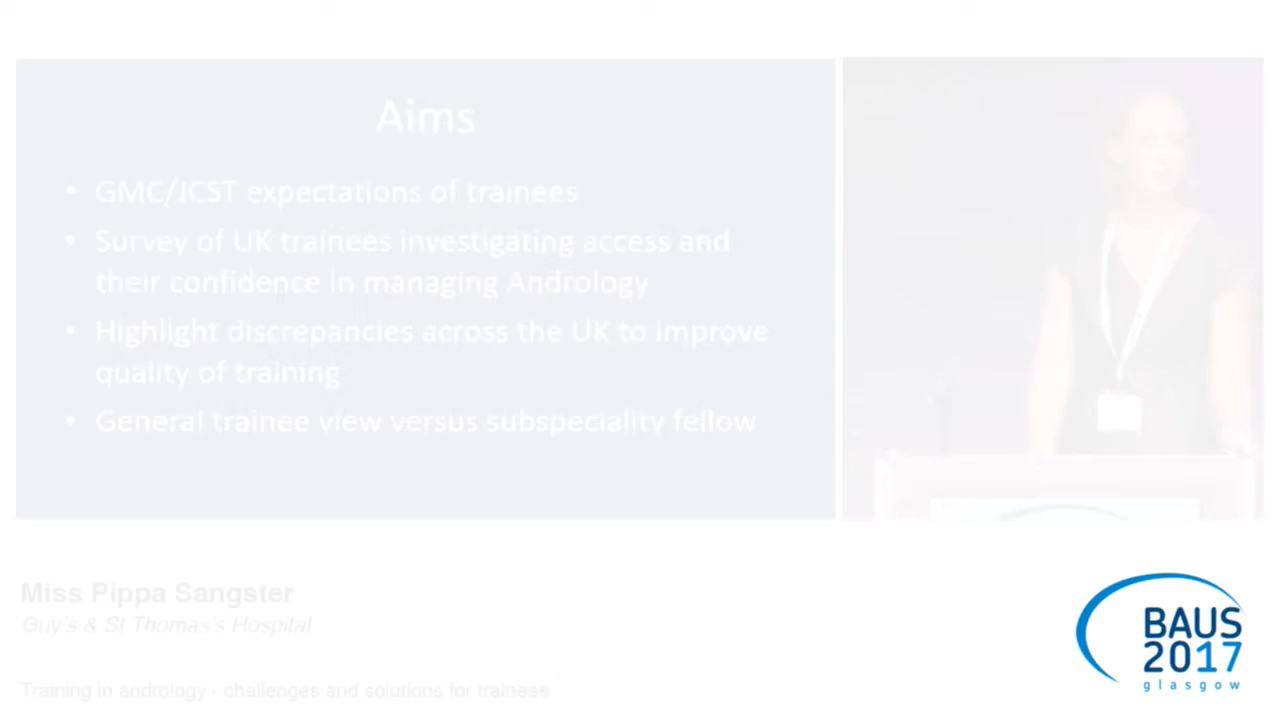 Aims
• GMC/JCST expectations of trainees
• Survey of UK trainees investigating access and
their confidence in managing Andrology
• Highlight discrepancies across the UK to improve
quality of training
• General trainee view versus subspeciality fellow
Miss Pippa Sangster
Guy's & St Thomas's Hospital
Training in andrology - challenges and solutions for trainees
BAUS
2017
glasgow